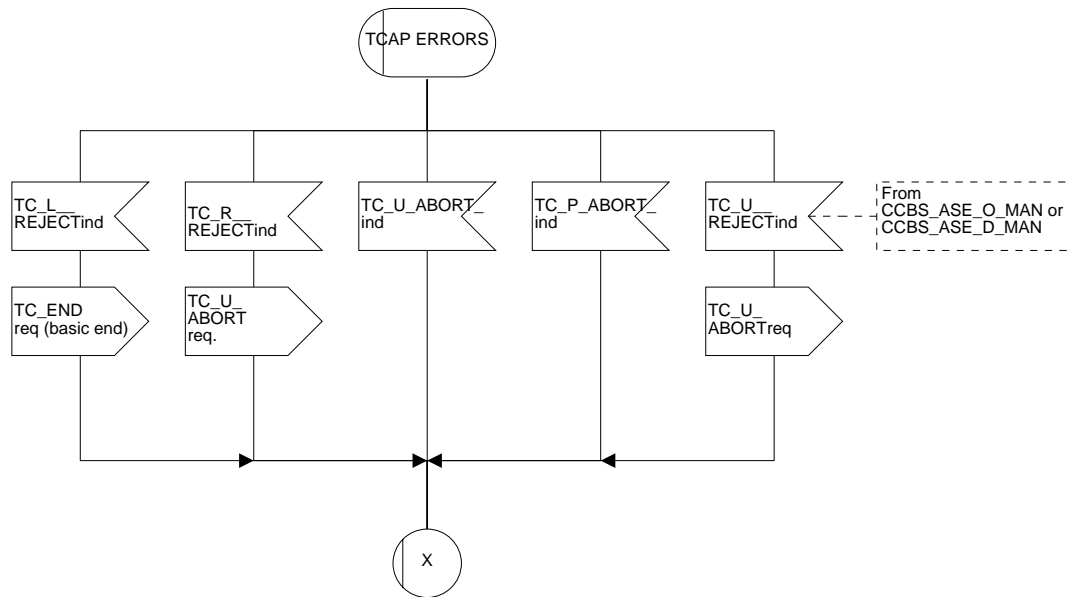 TCAP ERRORS
TC_L__
REJECTind
TC_R__
REJECTind
TC_U_ABORT_
ind
TC_P_ABORT_
ind
TC_U__
REJECTind
From
CCBS_ASE_O_MAN or
CCBS_ASE_D_MAN
TC_END
req (basic end)
TC_U_
ABORT
req.
TC_U_
ABORTreq
X